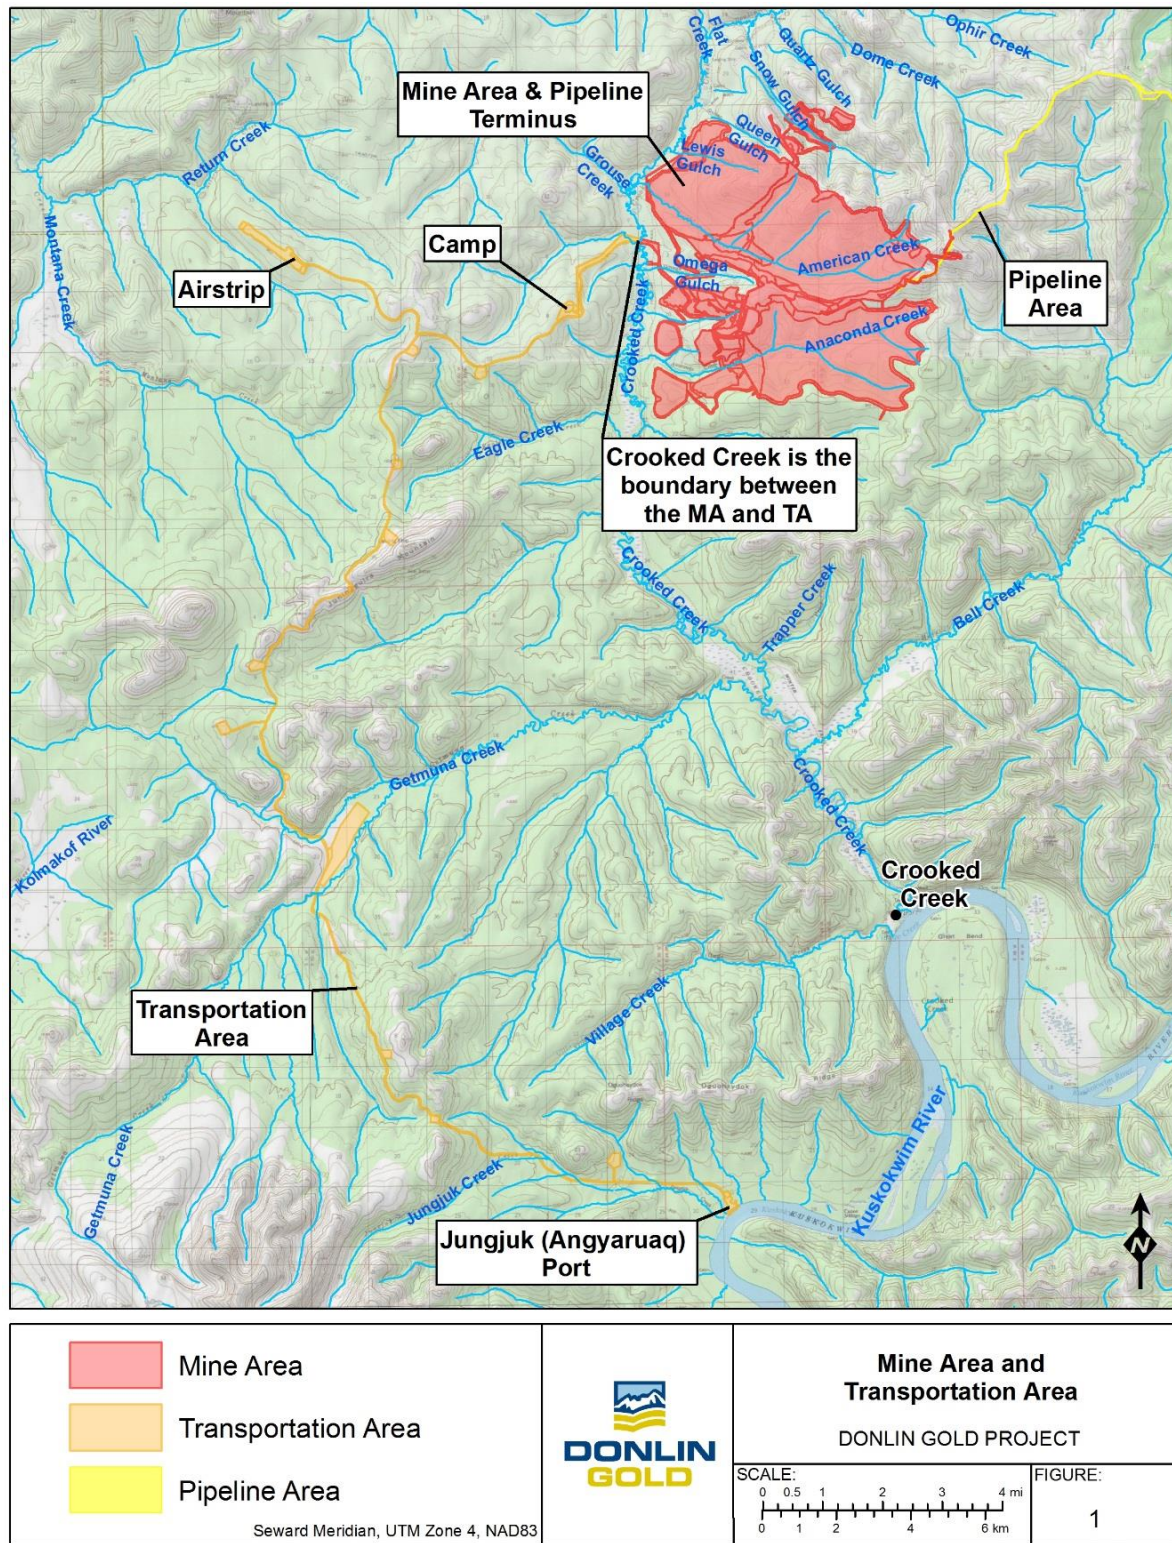 Flat
Creek
Quartz Gulch
Snow Gulch
Dome Creek
Ophir Creek
Mine Area & Pipeline
Terminus
Queen
Gulch
Lewis
Gulch
Return Creek
Grouse
Creek
Montana Creek
Camp
Airstrip
American Creek
Omega
Gulch
Pipeline
Area
Crooked Creek
Anaconda Creek
Eagle Creek
Crooked Creek is the
boundary between
the MA and TA
Crooked Creek
Trapper Creek
Bell Creek
Getmuna Creek
Crooked Creek
Kolmakof River
Crooked
Creek
Transportation
Area
Village Creek
Kuskokwim River
Getmuna Creek
Jungjuk Creek
KUSKOKWIM
Jungjuk (Angyaruaq)
Port
N
Mine Area
Transportation Area
Pipeline Area
Seward Meridian, UTM Zone 4, NAD83
DONLIN
GOLD
Mine Area and
Transportation Area
DONLIN GOLD PROJECT
SCALE:
0 0.5 1 2 3 4 mi
0 1 2 4 6 km
FIGURE:
1